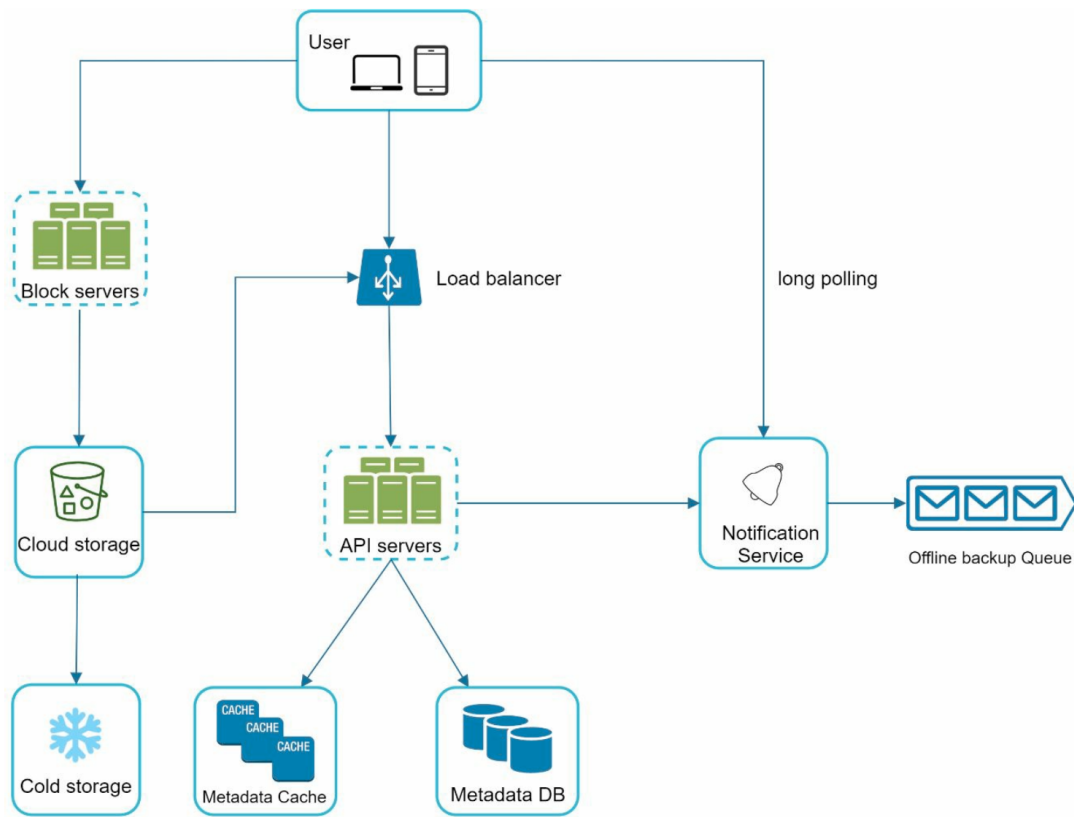 User
Block servers
Load balancer
long polling
Cloud storage
API servers
Notification
Service
Offline backup Queue
Cold storage
CACHE
CACHE
CACHE
Metadata Cache
Metadata DB